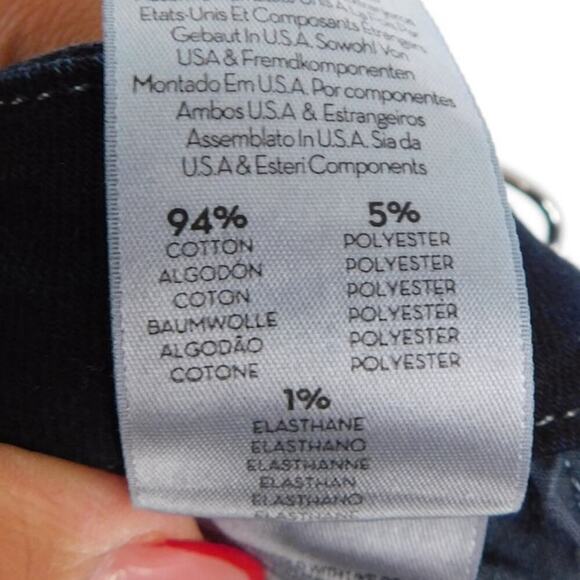 Etats-Unis Et Composants Etrangers
Gebaut In U.S.A. Sowohl Von
USA & Fremdkomponenten
Montado Em U.S.A. Por componentes
Ambos U.S.A & Estrangeiros
Assemblato In U.S.A. Sia da
U.S.A & Esteri Components
94%
COTTON
ALGODÓN
COTON
BAUMWOLLE
ALGODÃO
COTONE
5%
POLYESTER
POLYESTER
POLYESTER
POLYESTER
POLYESTER
POLYESTER
1%
ELASTHANE
ELASTHANO
ELASTHANNE
ELASTHAN
ELASTHANO
ELASTHANE